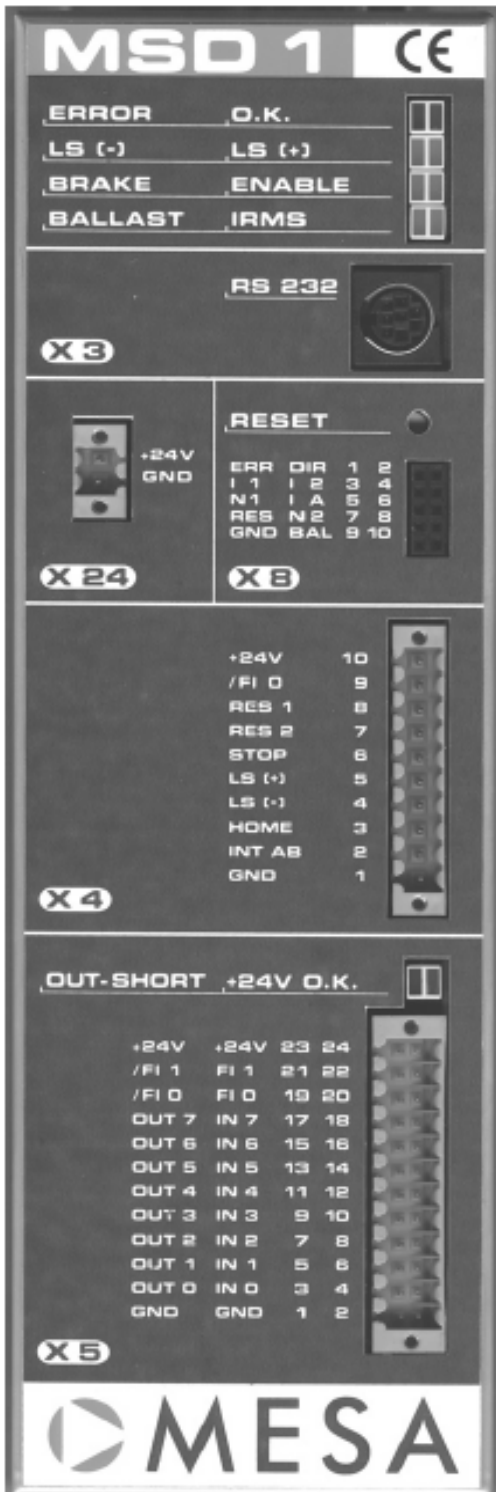 MSD 1 CE
ERROR O.K.
LS (-) LS (+)
BRAKE ENABLE
BALLAST IRMS
RS 232
X 3
+24V
GND
X 24
RESET
ERR DIR 1 2
I 1 I 2 3 4
N1 I A 5 6
RES N2 7 8
GND BAL 9 10
X 8
+24V 10
/FI 0 9
RES 1 8
RES 2 7
STOP 6
LS (+) 5
LS (-) 4
HOME 3
INT AB 2
GND 1
X 4
OUT-SHORT +24V O.K.
+24V +24V 23 24
/FI 1 FI 1 21 22
/FI 0 FI 0 19 20
OUT 7 IN 7 17 18
OUT 6 IN 6 15 16
OUT 5 IN 5 13 14
OUT 4 IN 4 11 12
OUT 3 IN 3 9 10
OUT 2 IN 2 7 8
OUT 1 IN 1 5 6
OUT 0 IN 0 3 4
GND GND 1 2
X 5
MESA